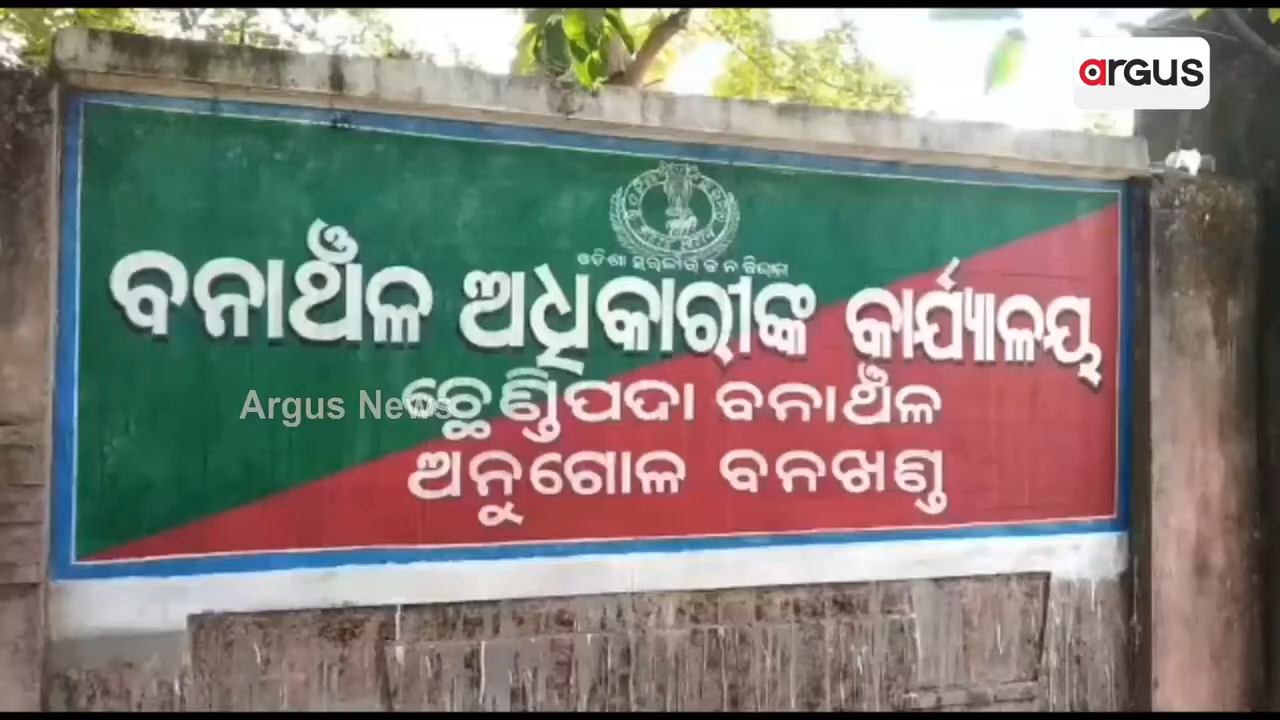 argus
ବନାଞ୍ଚଳ ଅଧିକାରୀଙ୍କ କାର୍ଯ୍ୟାଳୟ
Argus News
ଛେଣ୍ଡିପଦା ବନାଞ୍ଚଳ
ଅନୁଗୋଳ ବନଖଣ୍ଡ